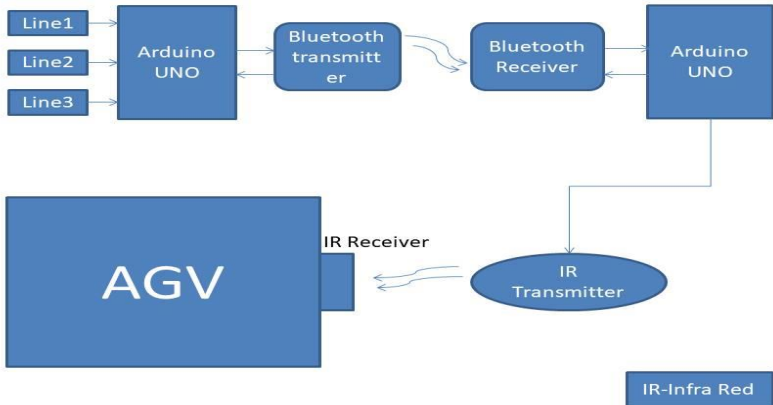 Line1
Line2
Line3
Arduino
UNO
Bluetooth
transmitt
er
Bluetooth
Receiver
Arduino
UNO
AGV
IR Receiver
IR
Transmitter
IR-Infra Red